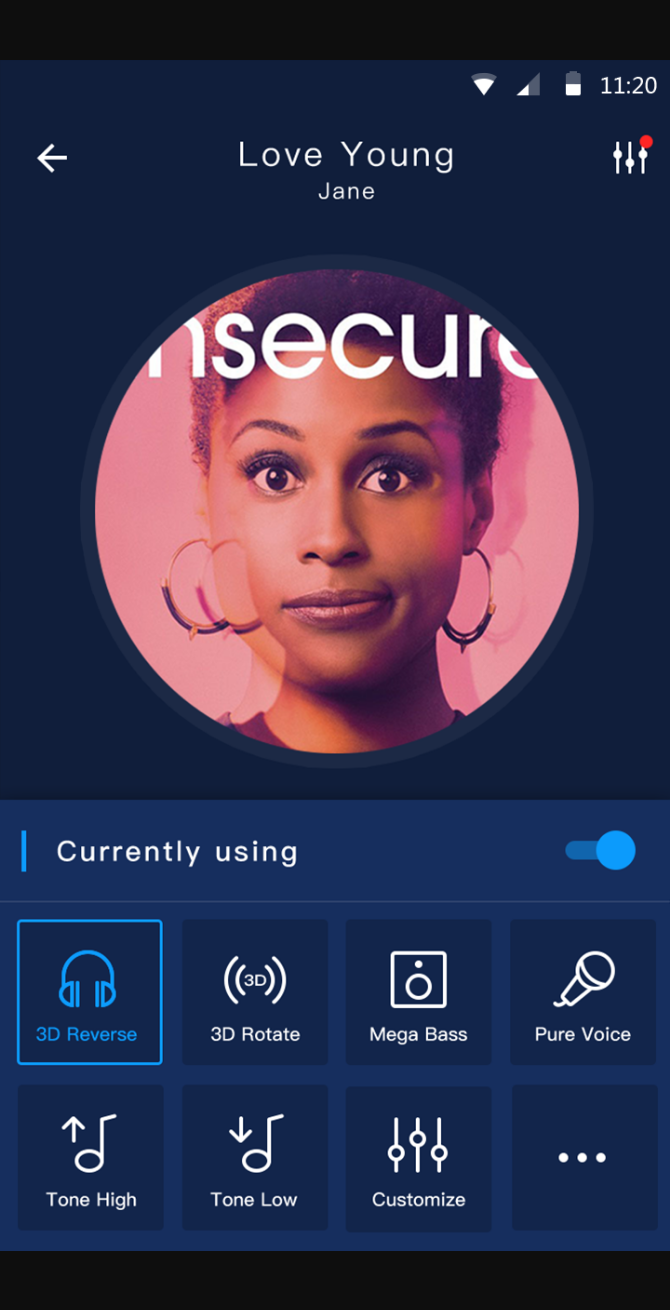 11:20
Love Young
Jane
nsecure
Currently using
3D Reverse
3D
3D Rotate
Mega Bass
Pure Voice
Tone High
Tone Low
Customize